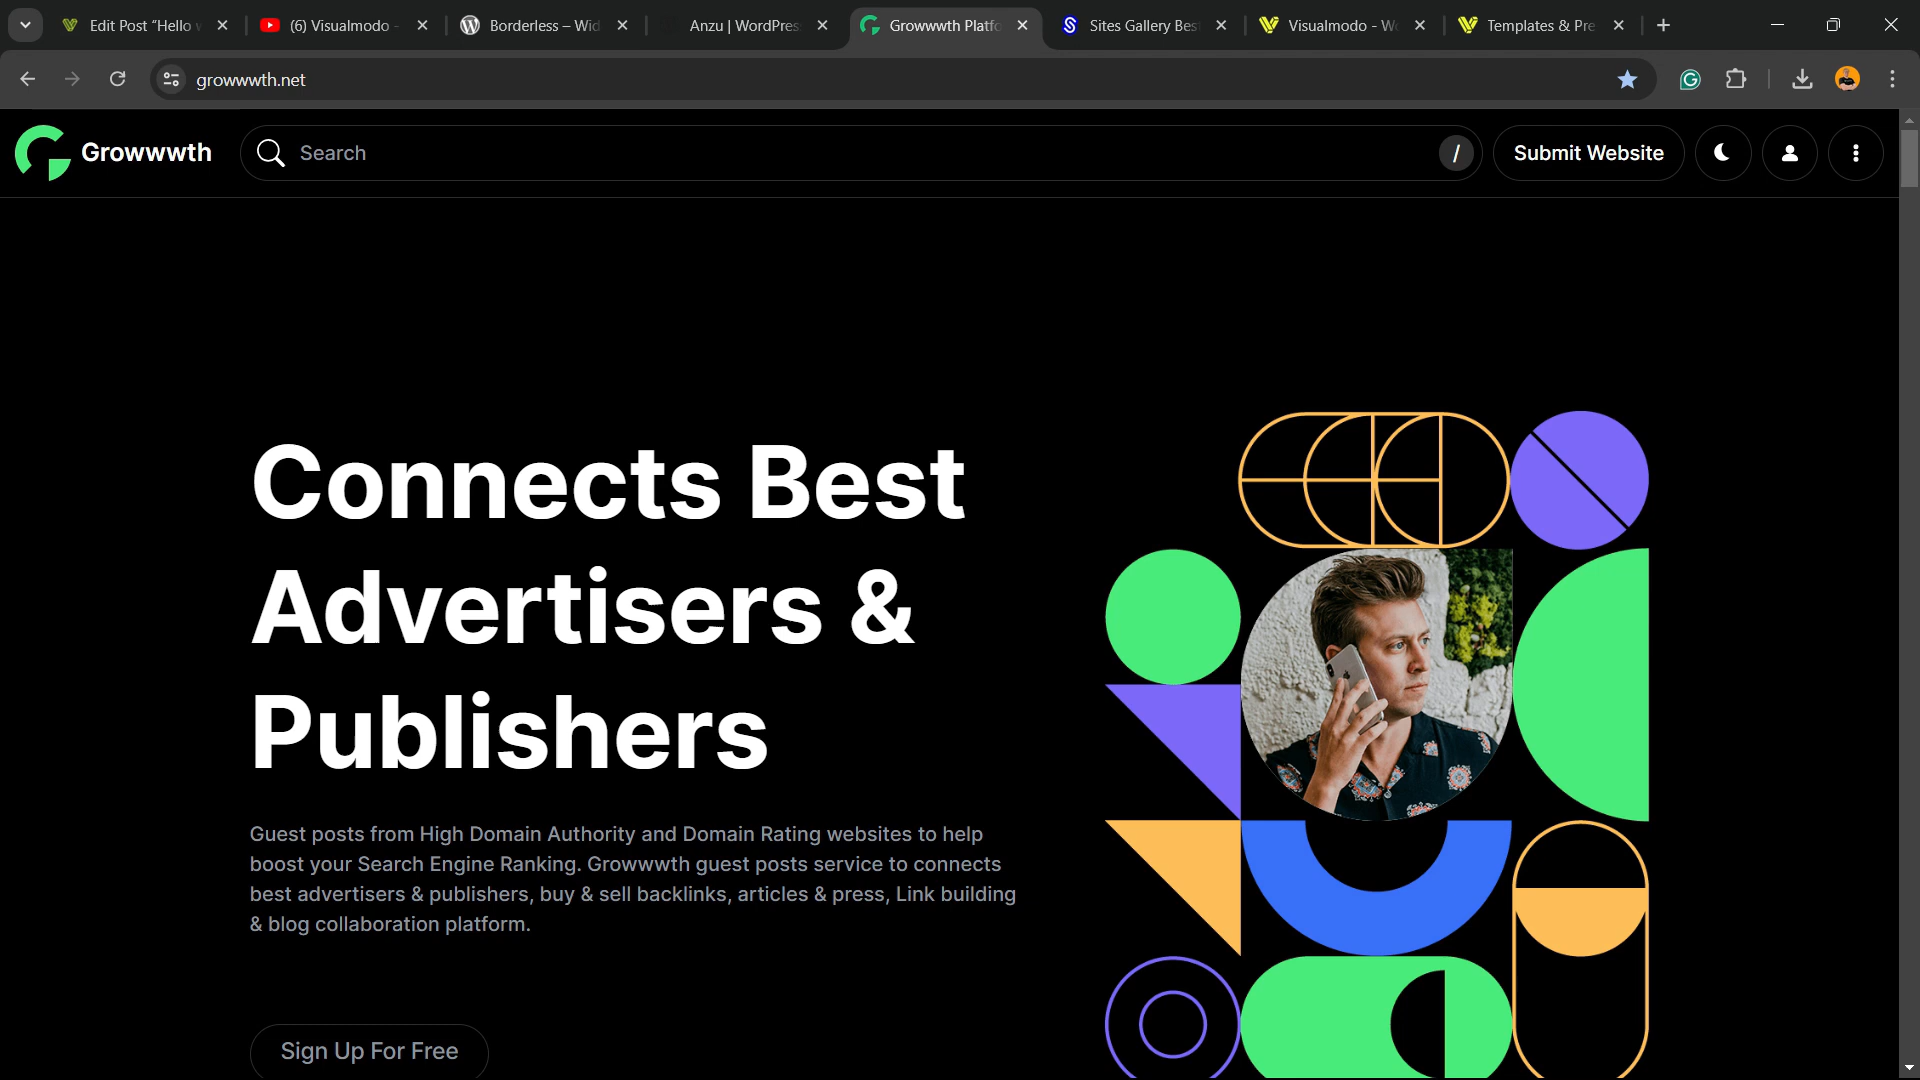 Edit Post “Hello w
(6) Visualmodo -
Borderless – Wid
Anzu | WordPres
Growwwth Platfo
Sites Gallery Bes
Visualmodo - Wo
Templates & Pre
growwwth.net
Growwwth
Search
/
Submit Website
Connects Best
Advertisers &
Publishers
Guest posts from High Domain Authority and Domain Rating websites to help
boost your Search Engine Ranking. Growwwth guest posts service to connects
best advertisers & publishers, buy & sell backlinks, articles & press, Link building
& blog collaboration platform.
Sign Up For Free